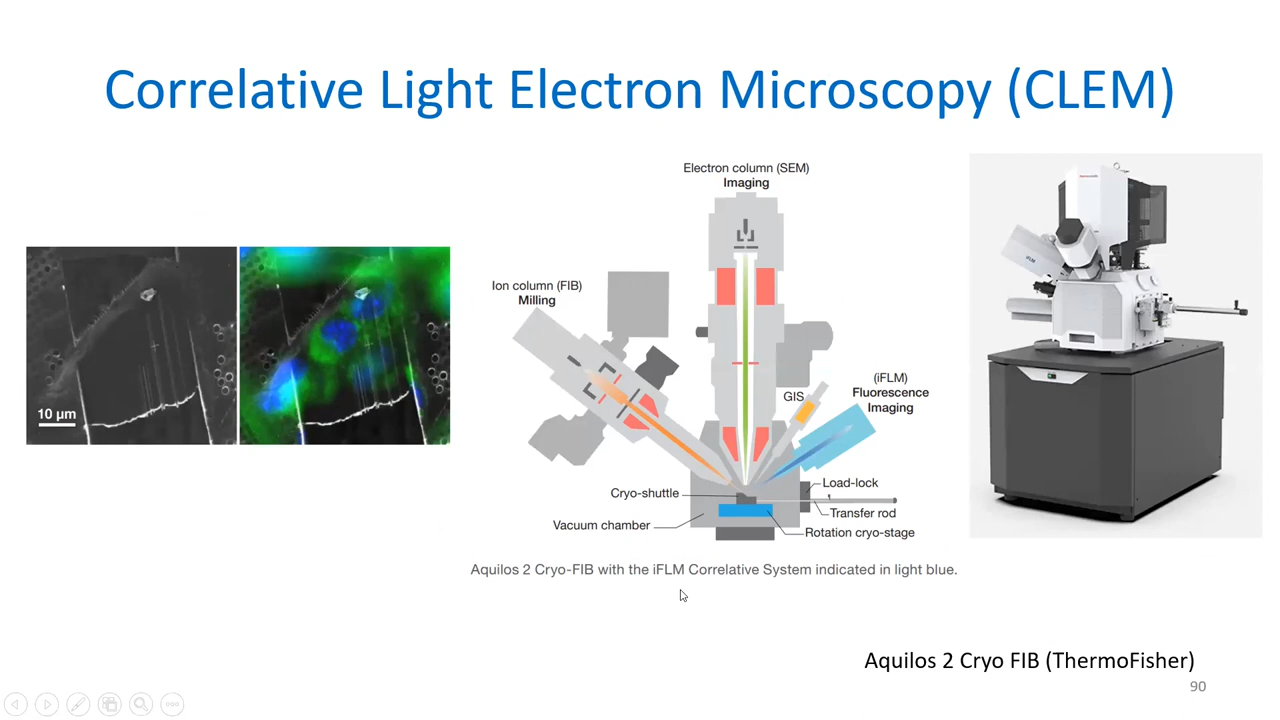 Correlative Light Electron Microscopy (CLEM)
Electron column (SEM)
Imaging
Ion column (FIB)
Milling
(iFLM)
Fluorescence
Imaging
GIS
10 µm
Cryo-shuttle
Load-lock
Transfer rod
Vacuum chamber
Rotation cryo-stage
Aquilos 2 Cryo-FIB with the iFLM Correlative System indicated in light blue.
Aquilos 2 Cryo FIB (ThermoFisher)
90